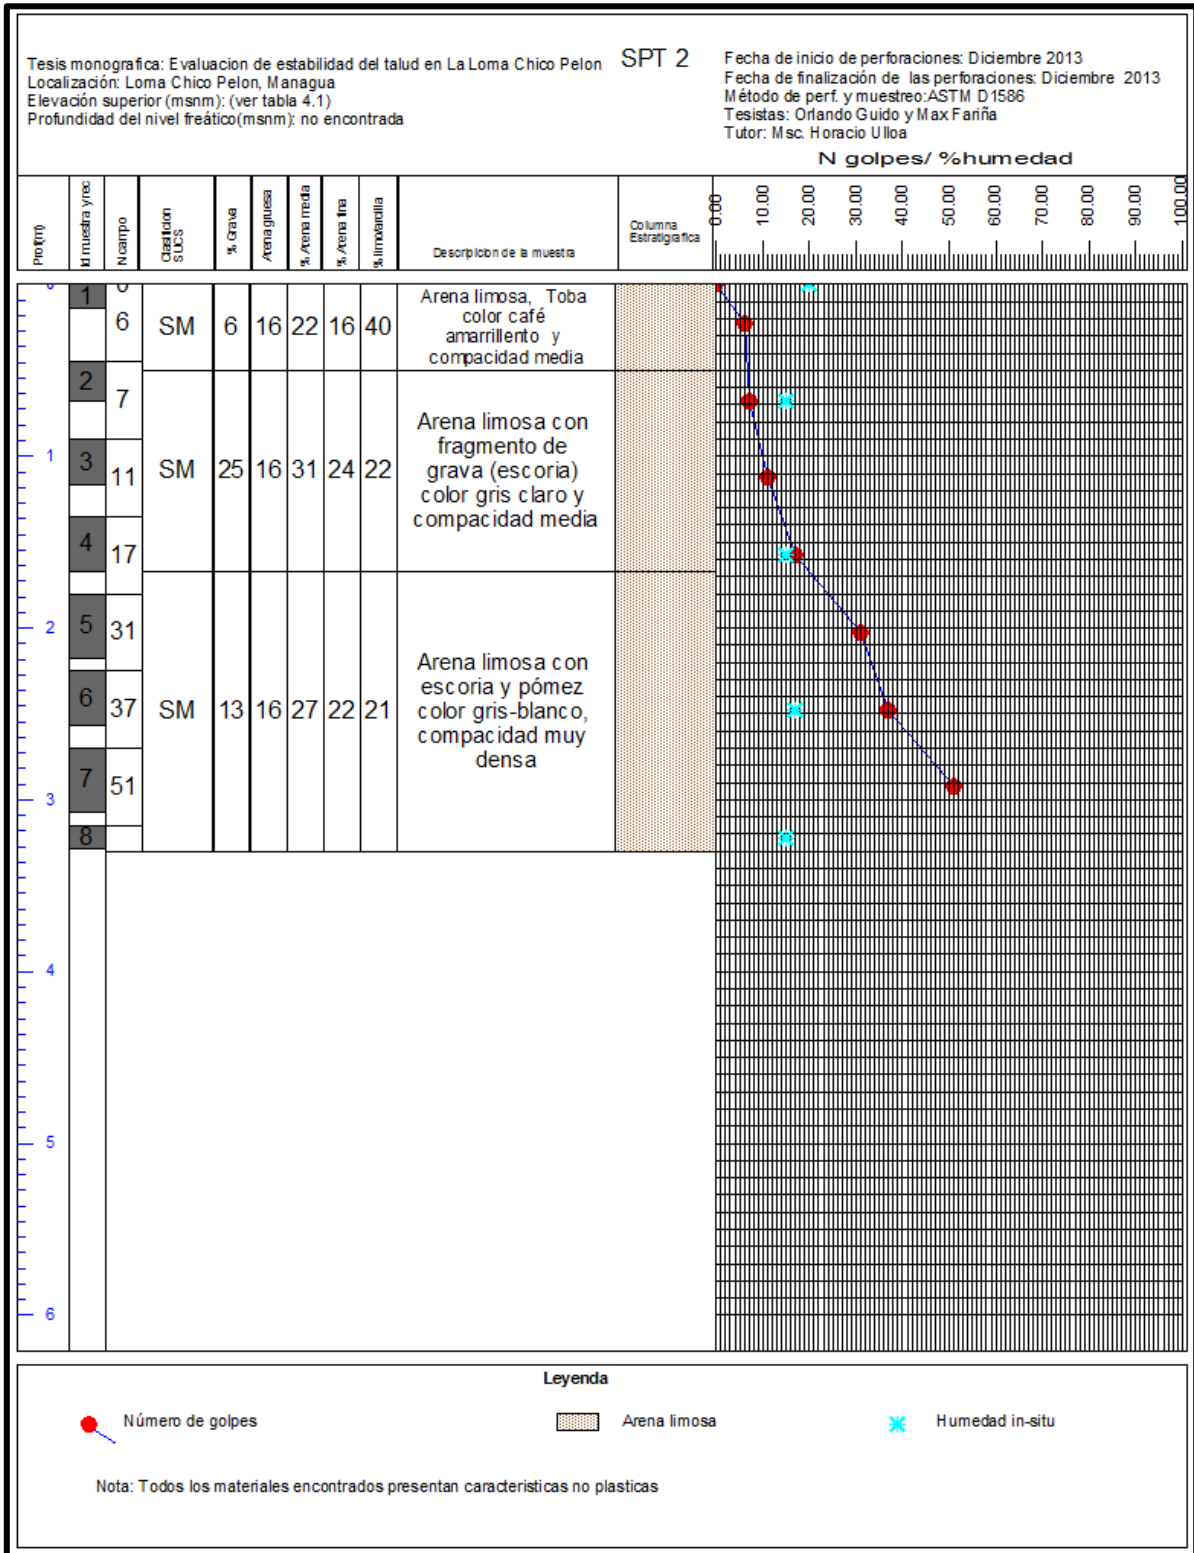 Tesis monografica: Evaluacion de estabilidad del talud en La Loma Chico Pelon
Localización: Loma Chico Pelon, Managua
Elevación superior (msnm): (ver tabla 4.1)
Profundidad del nivel freático(msnm): no encontrada
SPT 2
Fecha de inicio de perforaciones: Diciembre 2013
Fecha de finalización de las perforaciones: Diciembre 2013
Método de perf. y muestreo:ASTM D1586
Tesistas: Orlando Guido y Max Fariña
Tutor: Msc. Horacio Ulloa
N golpes/ %humedad
Prof(m)
Id muestra y rec
N campo
Clasificion
SUCS
% Grava
Arena gruesa
% Arena media
% Arena fina
% limo/arcilla
Descripicion de la muestra
Columna
Estratigrafica
0.00
10.00
20.00
30.00
40.00
50.00
60.00
70.00
80.00
90.00
100.00
1
0
6
SM
6
16
22
16
40
Arena limosa, Toba
color café
amarrillento y
compacidad media
2
7
1
3
11
4
17
SM
25
16
31
24
22
Arena limosa con
fragmento de
grava (escoria)
color gris claro y
compacidad media
2
5
31
6
37
7
51
3
8
SM
13
16
27
22
21
Arena limosa con
escoria y pómez
color gris-blanco,
compacidad muy
densa
4
5
6
Leyenda
Número de golpes
Arena limosa
Humedad in-situ
Nota: Todos los materiales encontrados presentan caracteristicas no plasticas